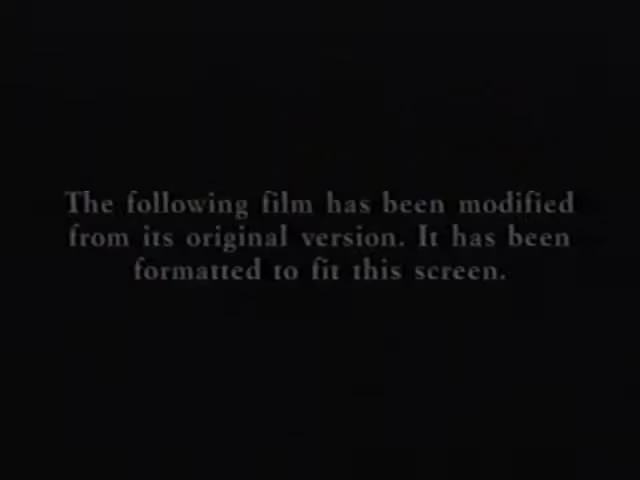 The following film has been modified
from its original version. It has been
formatted to fit this screen.